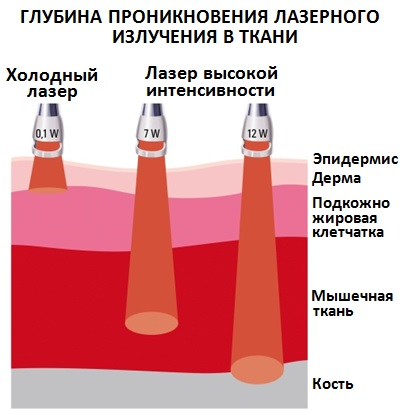 ГЛУБИНА ПРОНИКНОВЕНИЯ ЛАЗЕРНОГО
ИЗЛУЧЕНИЯ В ТКАНИ
Холодный
лазер
Лазер высокой
интенсивности
0,1 W
7 W
12 W
Эпидермис
Дерма
Подкожно
жировая
клетчатка
Мышечная
ткань
Кость